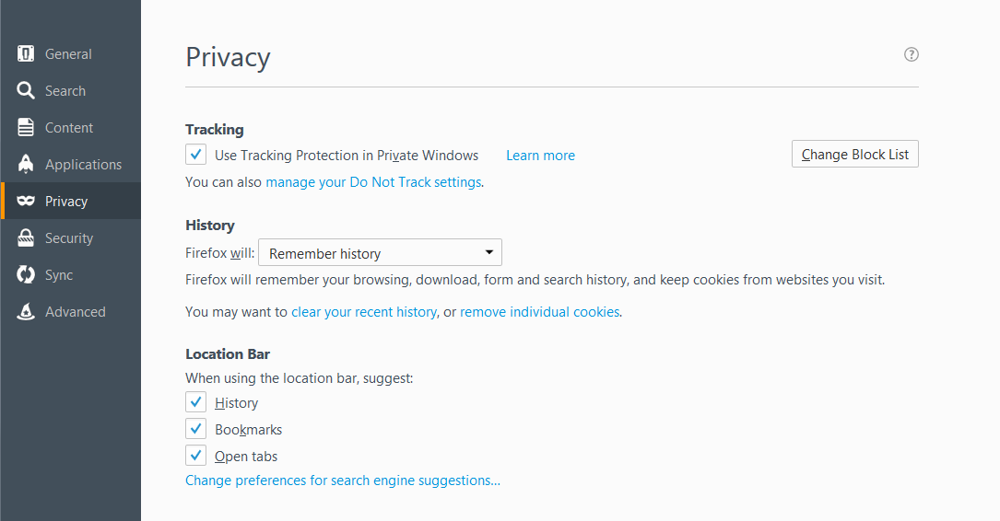 General
Search
Content
Applications
Privacy
Security
Sync
Advanced
Privacy ?
Tracking
Use Tracking Protection in Private Windows Learn more Change Block List
You can also manage your Do Not Track settings.
History
Firefox will: Remember history
Firefox will remember your browsing, download, form and search history, and keep cookies from websites you visit.
You may want to clear your recent history, or remove individual cookies.
Location Bar
When using the location bar, suggest:
History
Bookmarks
Open tabs
Change preferences for search engine suggestions...